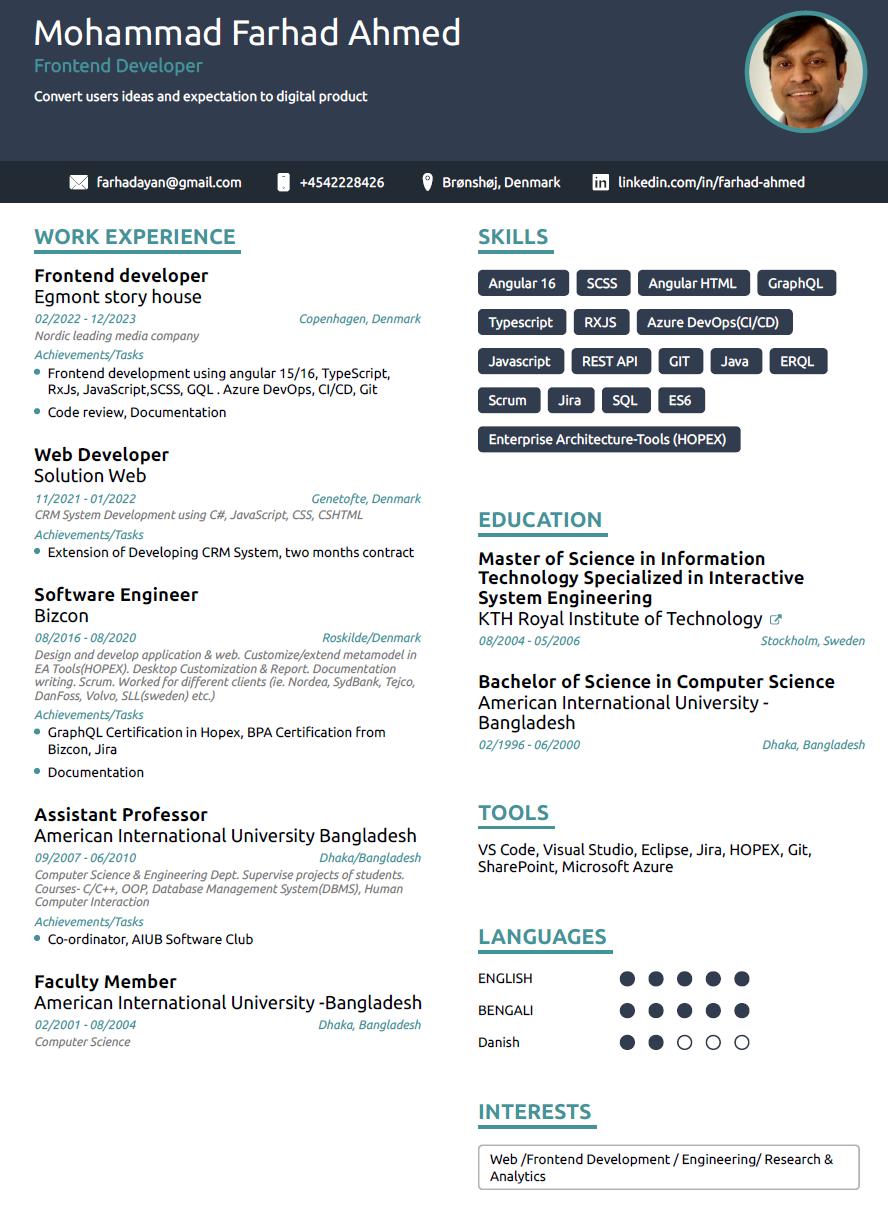 Mohammad Farhad Ahmed
Frontend Developer
Convert users ideas and expectation to digital product
farhadayan@gmail.com
+4542228426
Brønshøj, Denmark
linkedin.com/in/farhad-ahmed
WORK EXPERIENCE
Frontend developer
Egmont story house
02/2022 - 12/2023
Copenhagen, Denmark
Nordic leading media company
Achievements/Tasks
Frontend development using angular 15/16, TypeScript,
RxJs, JavaScript,SCSS, GQL . Azure DevOps, CI/CD, Git
Code review, Documentation
Web Developer
Solution Web
11/2021 - 01/2022
Genetofte, Denmark
CRM System Development using C#, JavaScript, CSS, CSHTML
Achievements/Tasks
Extension of Developing CRM System, two months contract
Software Engineer
Bizcon
08/2016 - 08/2020
Roskilde/Denmark
Design and develop application & web. Customize/extend metamodel in
EA Tools(HOPEX). Desktop Customization & Report. Documentation
writing. Scrum. Worked for different clients (ie. Nordea, SydBank, Tejco,
DanFoss, Volvo, SLL(sweden) etc.)
Achievements/Tasks
GraphQL Certification in Hopex, BPA Certification from
Bizcon, Jira
Documentation
Assistant Professor
American International University Bangladesh
09/2007 - 06/2010
Dhaka/Bangladesh
Computer Science & Engineering Dept. Supervise projects of students.
Courses- C/C++, OOP, Database Management System(DBMS), Human
Computer Interaction
Achievements/Tasks
Co-ordinator, AIUB Software Club
Faculty Member
American International University -Bangladesh
02/2001 - 08/2004
Dhaka, Bangladesh
Computer Science
SKILLS
Angular 16 SCSS Angular HTML GraphQL
Typescript RXJS Azure DevOps(CI/CD)
Javascript REST API GIT Java ERQL
Scrum Jira SQL ES6
Enterprise Architecture-Tools (HOPEX)
EDUCATION
Master of Science in Information
Technology Specialized in Interactive
System Engineering
KTH Royal Institute of Technology
08/2004 - 05/2006
Stockholm, Sweden
Bachelor of Science in Computer Science
American International University -
Bangladesh
02/1996 - 06/2000
Dhaka, Bangladesh
TOOLS
VS Code, Visual Studio, Eclipse, Jira, HOPEX, Git,
SharePoint, Microsoft Azure
LANGUAGES
ENGLISH
BENGALI
Danish
INTERESTS
Web /Frontend Development / Engineering/ Research &
Analytics